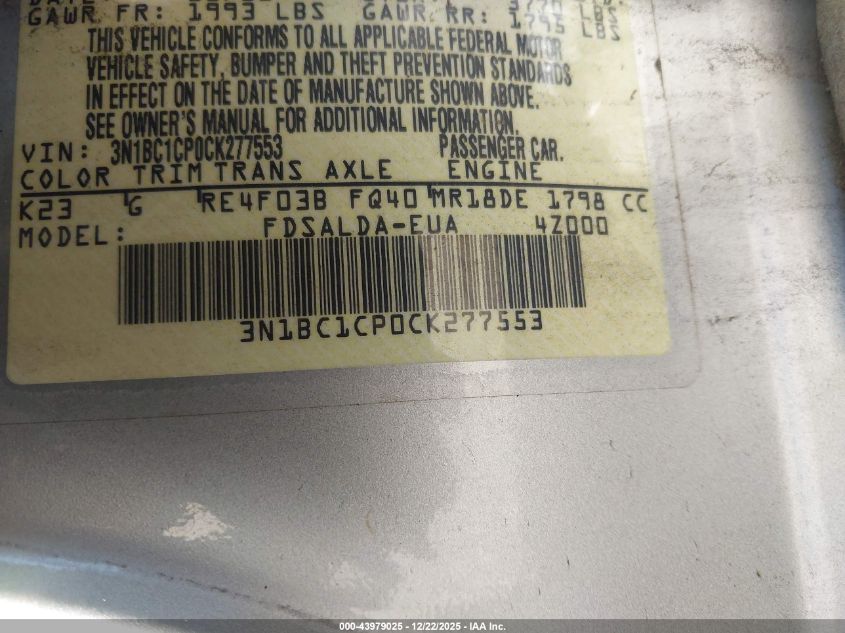 GAWR FR: 1993 LBS GAWR RR: 1795
THIS VEHICLE CONFORMS TO ALL APPLICABLE FEDERAL MOTOR
VEHICLE SAFETY, BUMPER AND THEFT PREVENTION STANDARDS
IN EFFECT ON THE DATE OF MANUFACTURE SHOWN ABOVE.
SEE OWNER'S MANUAL FOR ADDITIONAL INFORMATION.
VIN: 3N1BC1CP0CK277553 PASSENGER CAR.
COLOR TRIM TRANS AXLE ENGINE
K23 G RE4F03B FQ40 MR18DE 1798 CC
MODEL: FDSALDA-EUA 4Z000
3N1BC1CP0CK277553
000-43979025 - 12/22/2025 - IAA Inc.